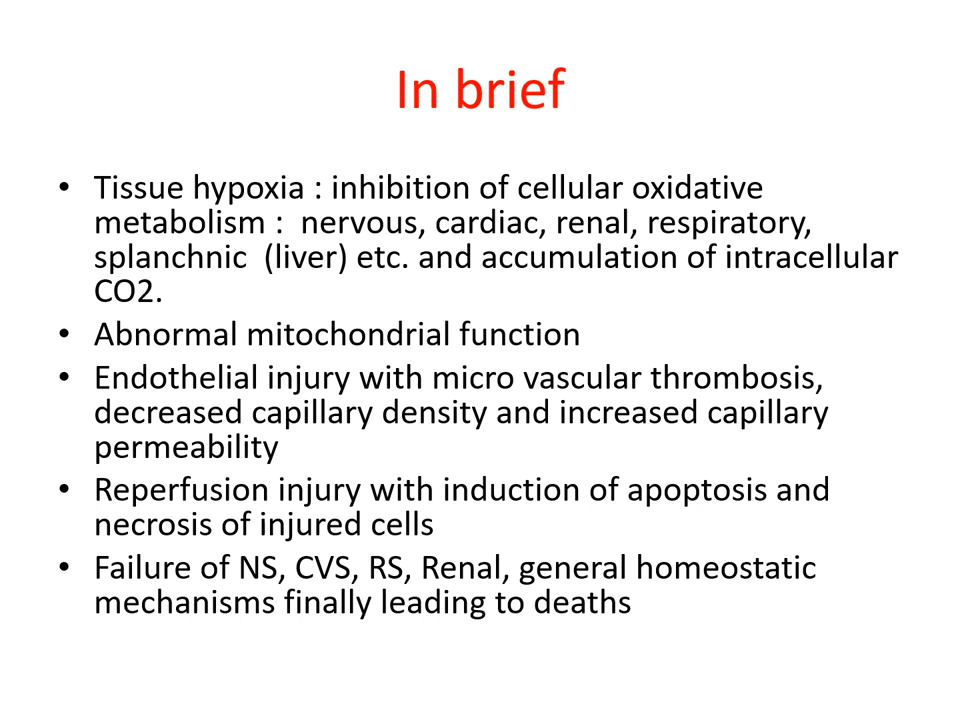 In brief
• Tissue hypoxia : inhibition of cellular oxidative
metabolism :  nervous, cardiac, renal, respiratory,
splanchnic  (liver) etc. and accumulation of intracellular
CO2.
• Abnormal mitochondrial function
• Endothelial injury with micro vascular thrombosis,
decreased capillary density and increased capillary
permeability
• Reperfusion injury with induction of apoptosis and
necrosis of injured cells
• Failure of NS, CVS, RS, Renal, general homeostatic
mechanisms finally leading to deaths